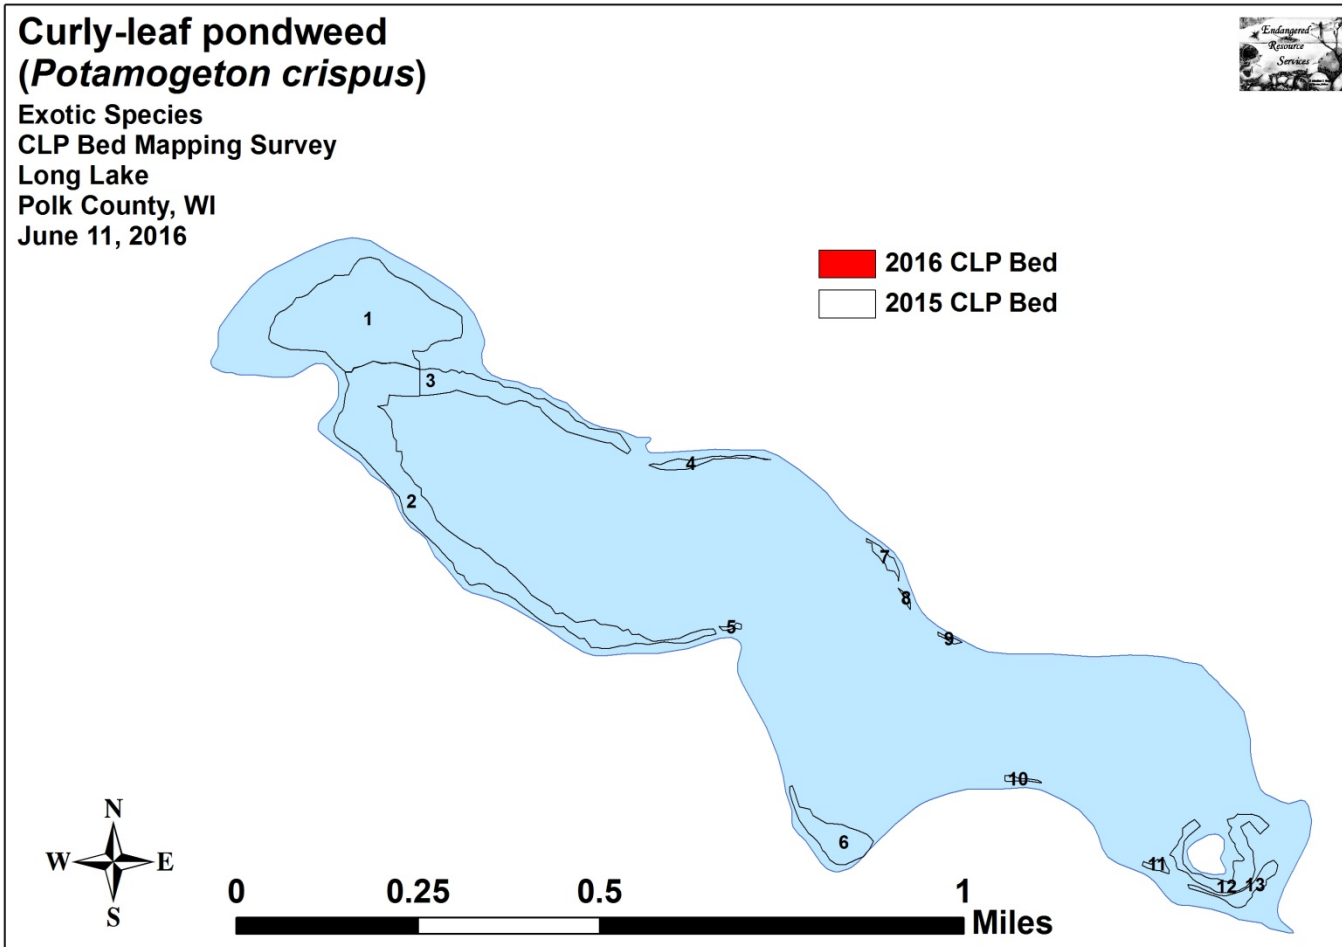 Curly-leaf pondweed
(Potamogeton crispus)
Exotic Species
CLP Bed Mapping Survey
Long Lake
Polk County, WI
June 11, 2016
Endangered
Resource
Services
2016 CLP Bed
2015 CLP Bed
1
3
4
2
7
8
5
9
10
6
11
12
13
N
W
E
S
0
0.25
0.5
1
Miles